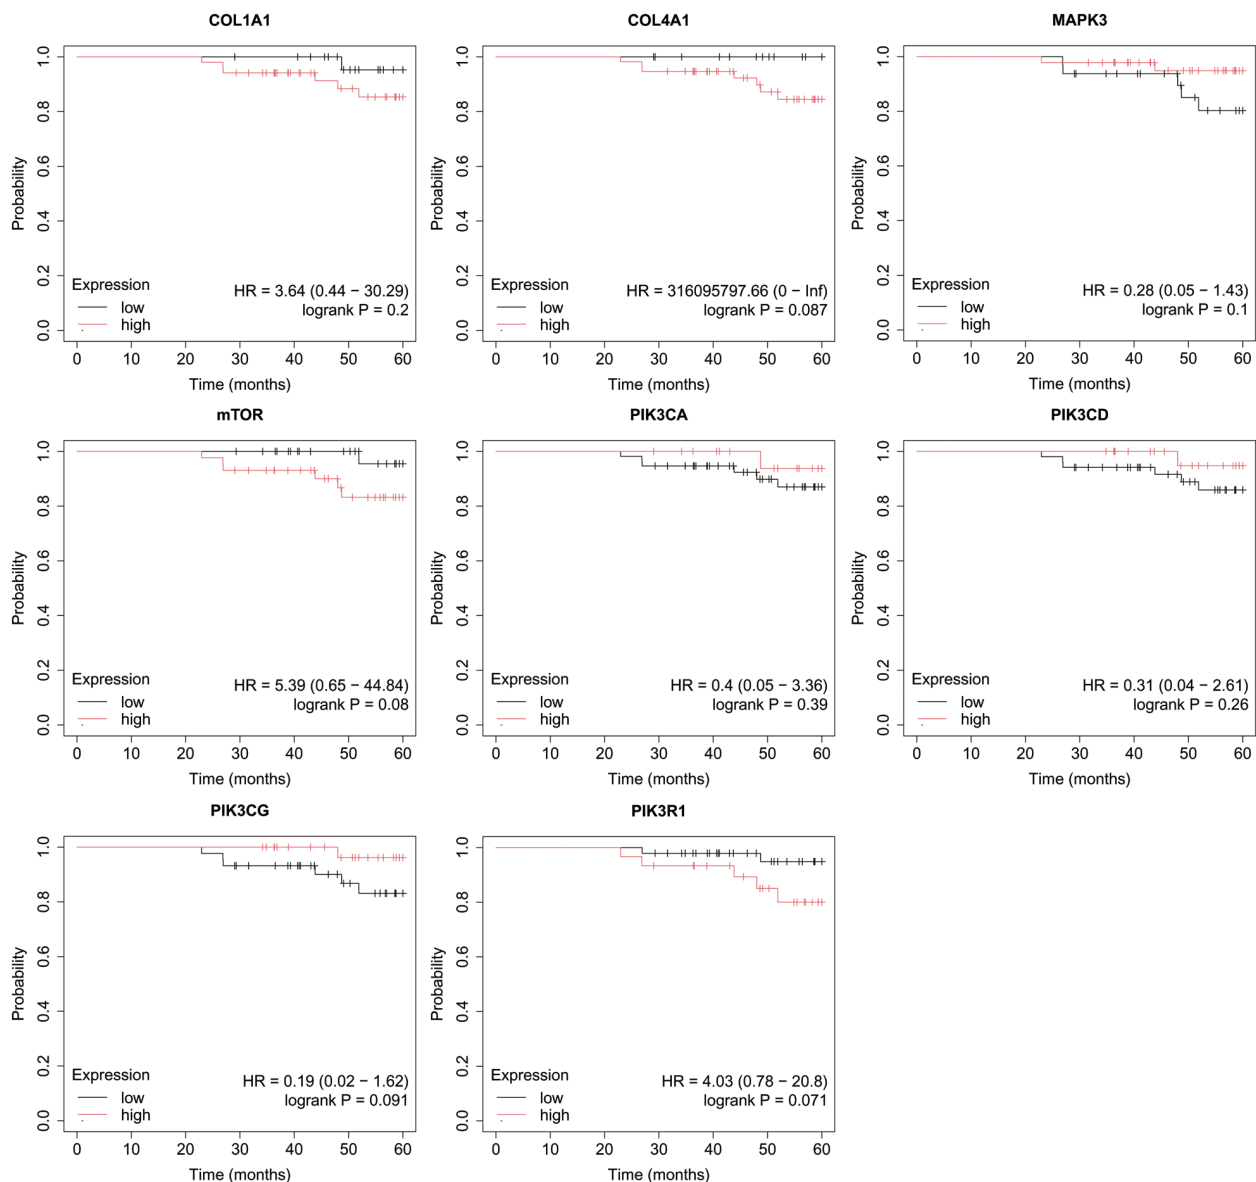 COL1A1
Probability
1.0
0.8
0.6
0.4
0.2
0.0
Expression
low
high
HR = 3.64 (0.44 − 30.29)
logrank P = 0.2
0 10 20 30 40 50 60
Time (months)
COL4A1
Probability
1.0
0.8
0.6
0.4
0.2
0.0
Expression
low
high
HR = 316095797.66 (0 − Inf)
logrank P = 0.087
0 10 20 30 40 50 60
Time (months)
MAPK3
Probability
1.0
0.8
0.6
0.4
0.2
0.0
Expression
low
high
HR = 0.28 (0.05 − 1.43)
logrank P = 0.1
0 10 20 30 40 50 60
Time (months)
mTOR
Probability
1.0
0.8
0.6
0.4
0.2
0.0
Expression
low
high
HR = 5.39 (0.65 − 44.84)
logrank P = 0.08
0 10 20 30 40 50 60
Time (months)
PIK3CA
Probability
1.0
0.8
0.6
0.4
0.2
0.0
Expression
low
high
HR = 0.4 (0.05 − 3.36)
logrank P = 0.39
0 10 20 30 40 50 60
Time (months)
PIK3CD
Probability
1.0
0.8
0.6
0.4
0.2
0.0
Expression
low
high
HR = 0.31 (0.04 − 2.61)
logrank P = 0.26
0 10 20 30 40 50 60
Time (months)
PIK3CG
Probability
1.0
0.8
0.6
0.4
0.2
0.0
Expression
low
high
HR = 0.19 (0.02 − 1.62)
logrank P = 0.091
0 10 20 30 40 50 60
Time (months)
PIK3R1
Probability
1.0
0.8
0.6
0.4
0.2
0.0
Expression
low
high
HR = 4.03 (0.78 − 20.8)
logrank P = 0.071
0 10 20 30 40 50 60
Time (months)